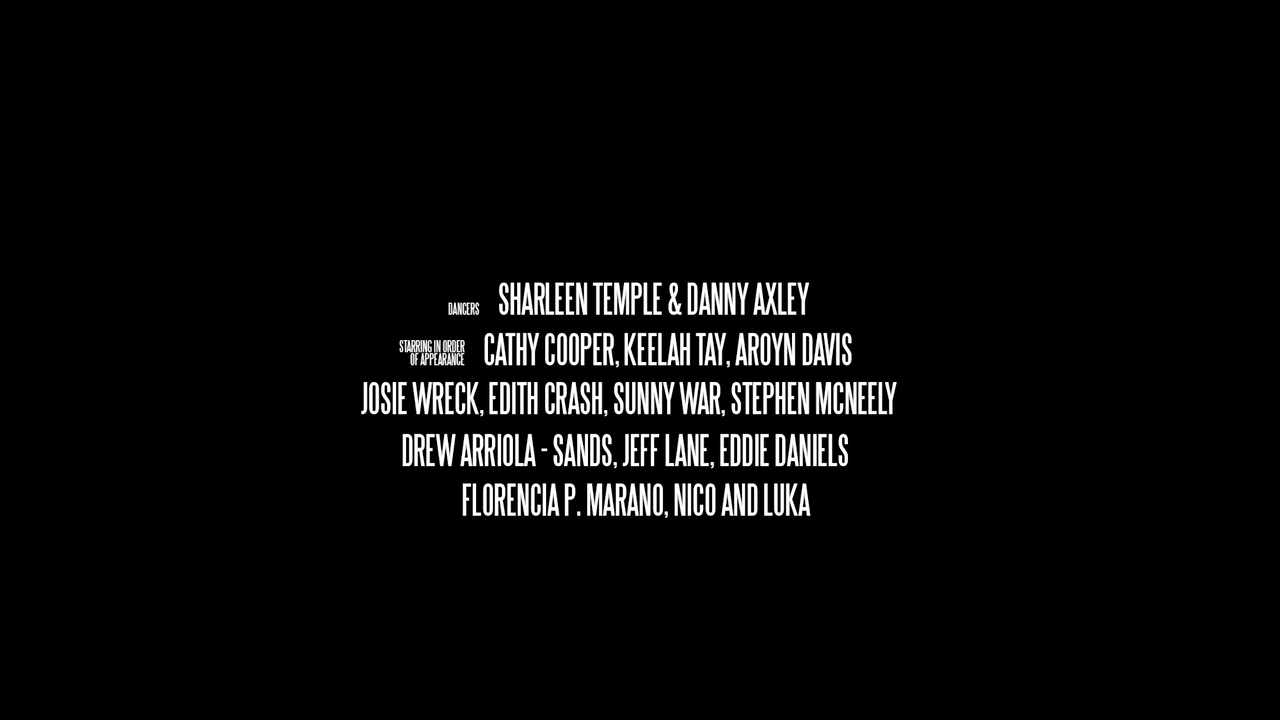 DANCERS SHARLEEN TEMPLE & DANNY AXLEY
STARRING IN ORDER
OF APPEARANCE CATHY COOPER, KEELAH TAY, AROYN DAVIS
JOSIE WRECK, EDITH CRASH, SUNNY WAR, STEPHEN MCNEELY
DREW ARRIOLA - SANDS, JEFF LANE, EDDIE DANIELS
FLORENCIA P. MARANO, NICO AND LUKA